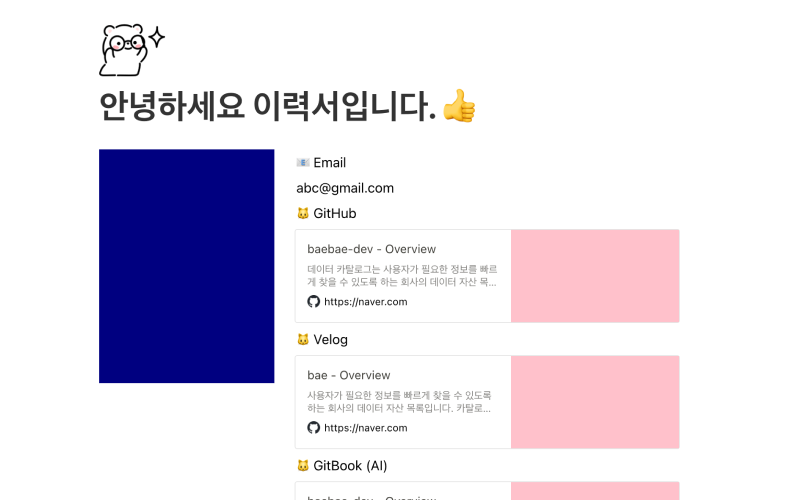 안녕하세요 이력서입니다. 👍
📧 Email
abc@gmail.com
🐱 GitHub
baebae-dev - Overview
데이터 카탈로그는 사용자가 필요한 정보를 빠르
게 찾을 수 있도록 하는 회사의 데이터 자산 목...
https://naver.com
🐱 Velog
bae - Overview
사용자가 필요한 정보를 빠르게 찾을 수 있도록
하는 회사의 데이터 자산 목록입니다. 카탈로...
https://naver.com
🐱 GitBook (AI)
baebae-dev - Overview